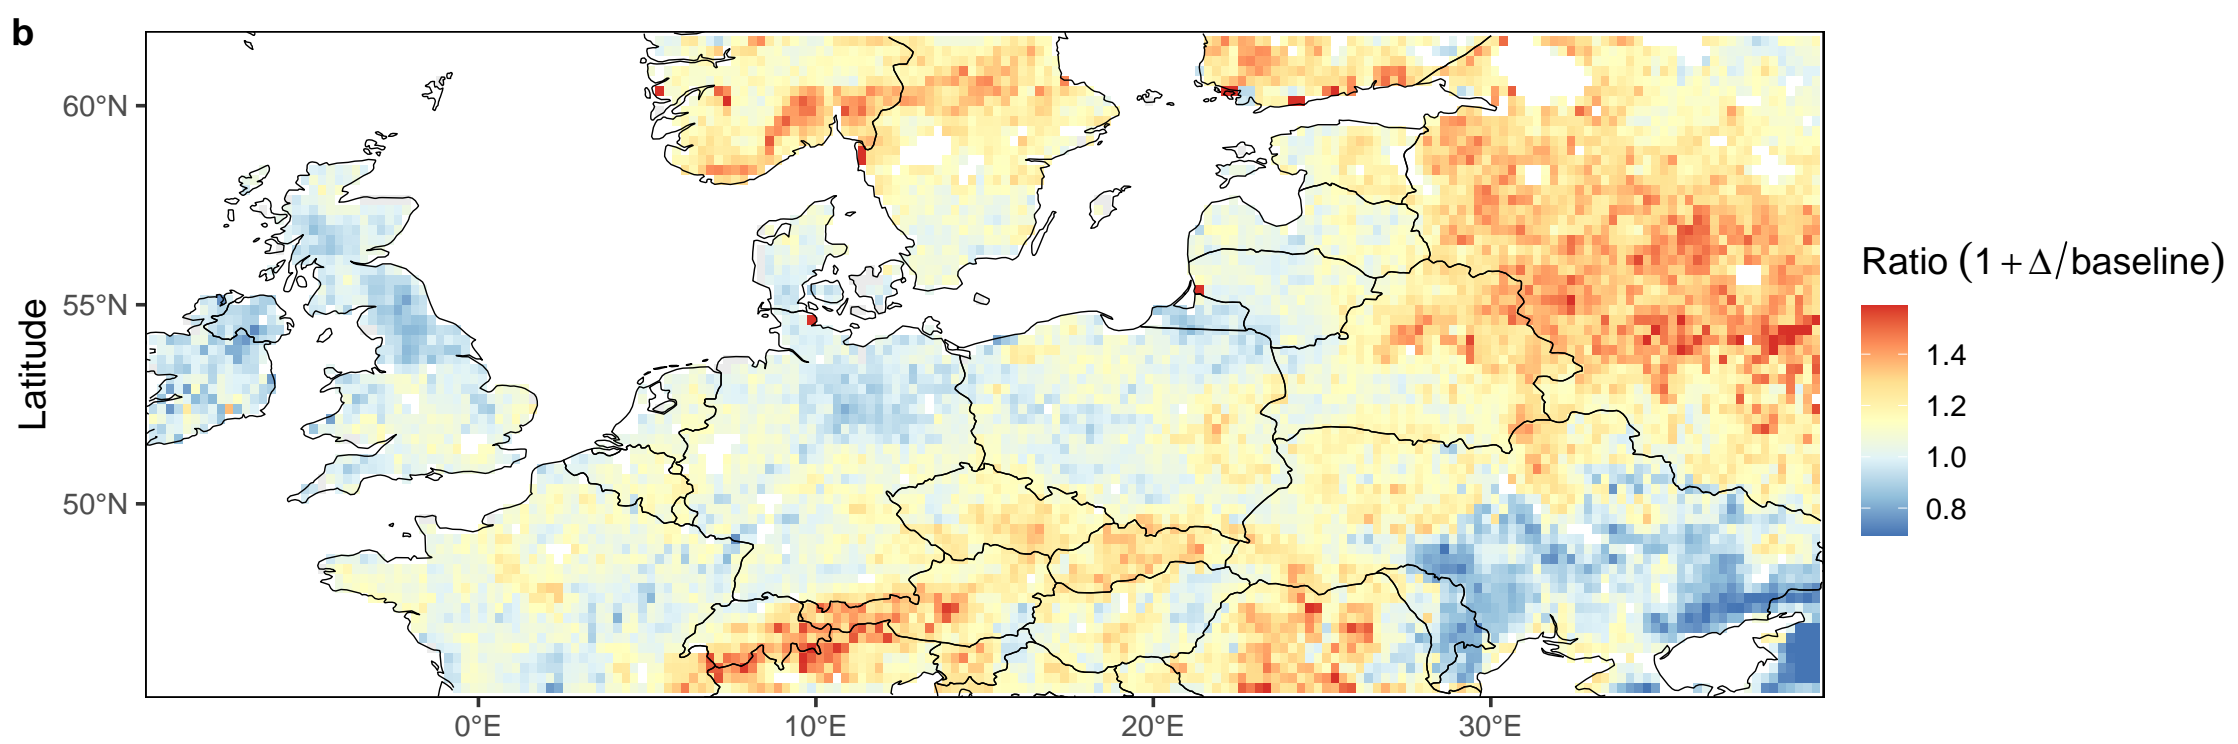 b
Latitude
60°N
55°N
50°N
0°E
10°E
20°E
30°E
Ratio (1 + Δ/baseline)
1.4
1.2
1.0
0.8